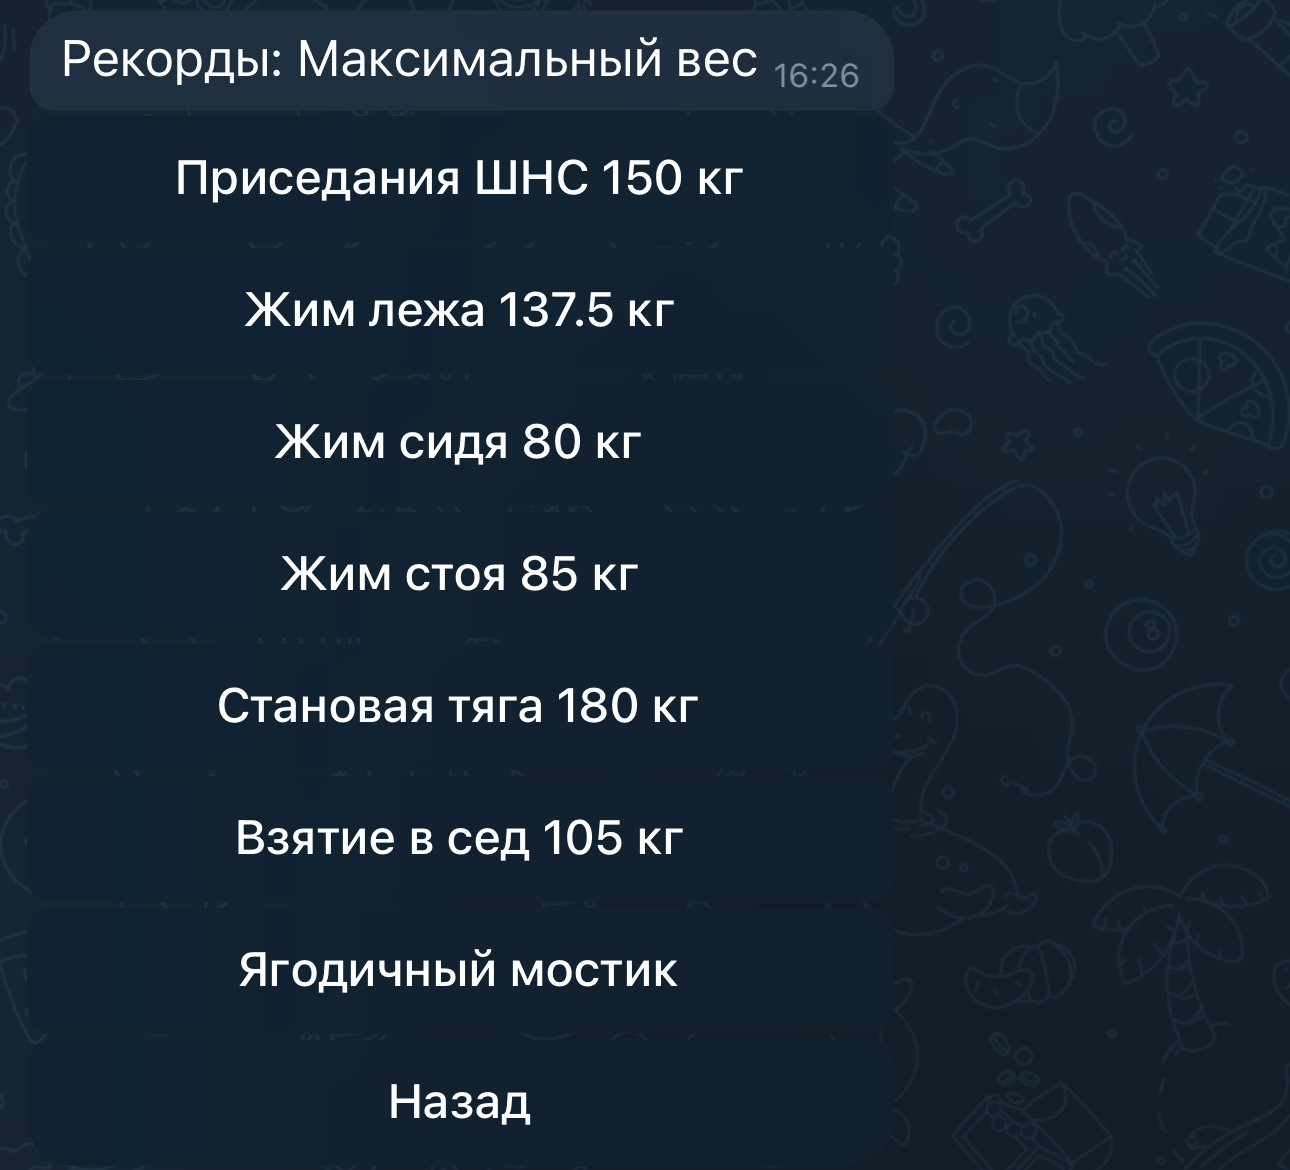 Рекорды: Максимальный вес 16:26
Приседания ШНС 150 кг
Жим лежа 137.5 кг
Жим сидя 80 кг
Жим стоя 85 кг
Становая тяга 180 кг
Взятие в сед 105 кг
Ягодичный мостик
Назад